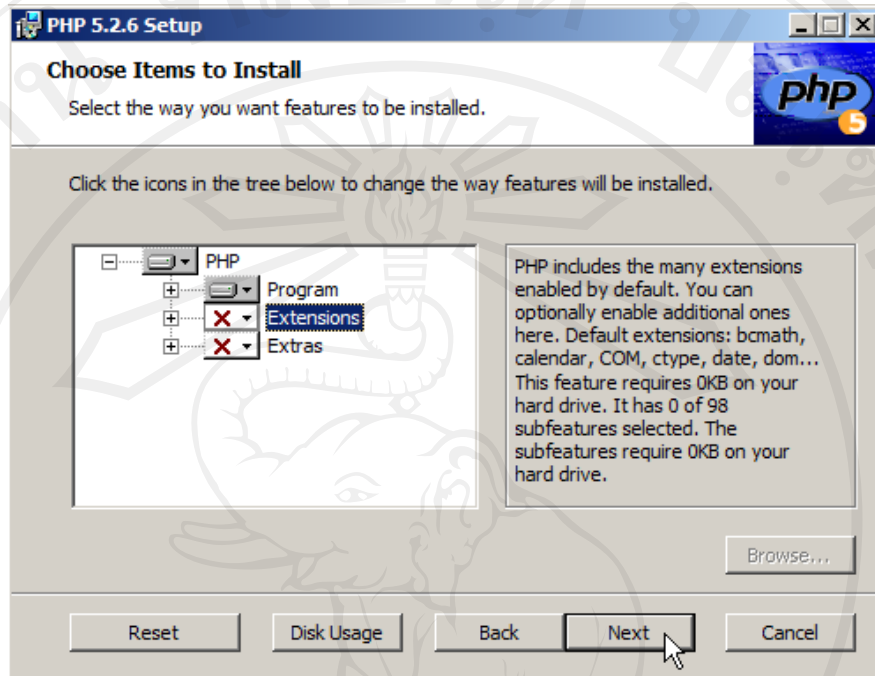 PHP 5.2.6 Setup
Choose Items to Install
Select the way you want features to be installed.
php
5
Click the icons in the tree below to change the way features will be installed.
PHP
Program
Extensions
Extras
PHP includes the many extensions
enabled by default. You can
optionally enable additional ones
here. Default extensions: bcmath,
calendar, COM, ctype, date, dom...
This feature requires 0KB on your
hard drive. It has 0 of 98
subfeatures selected. The
subfeatures require 0KB on your
hard drive.
Browse...
Reset
Disk Usage
Back
Next
Cancel